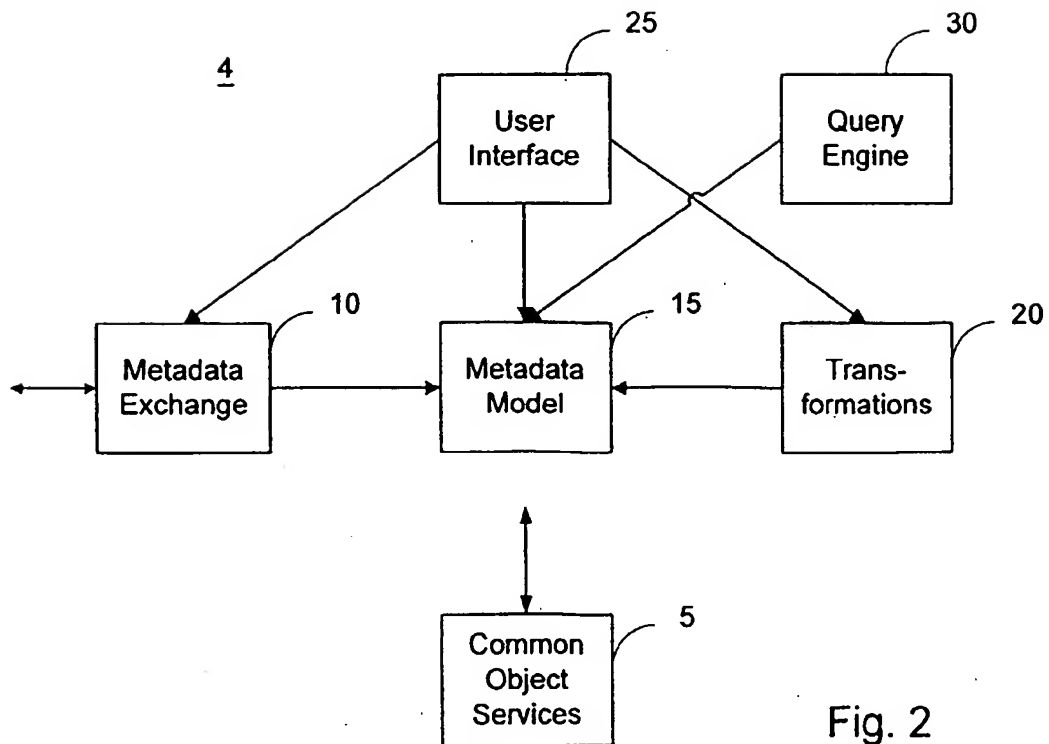 4
25
30
User
Interface
Query
Engine
10
15
20
Metadata
Exchange
Metadata
Model
Trans-
formations
5
Common
Object
Services
Fig. 2